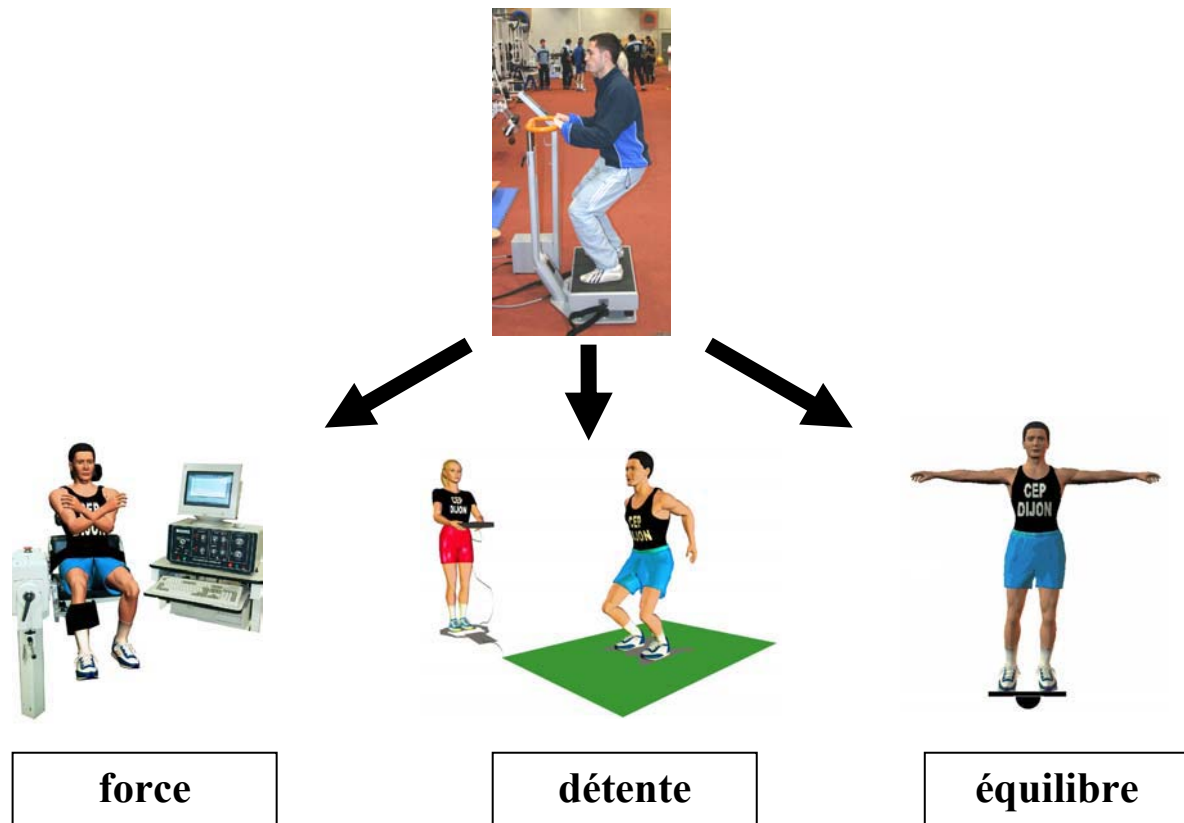 CEP
DIJON
CEP
DIJON
CEP
DIJON
force
détente
équilibre